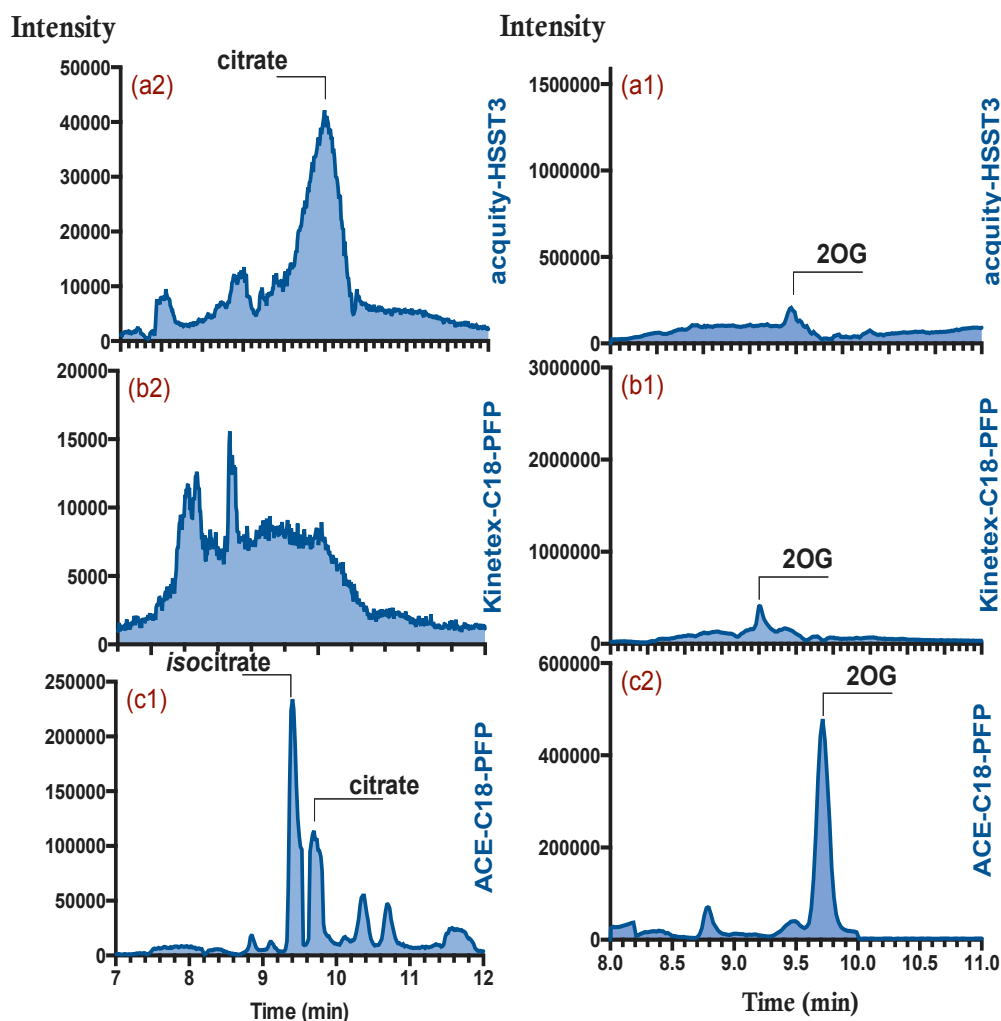 Intensity
Intensity
(a2)
citrate
50000
40000
30000
20000
10000
0
acquity-HSST3
(a1)
2OG
1500000
1000000
500000
0
acquity-HSST3
(b2)
20000
15000
10000
5000
0
Kinetex-C18-PFP
(b1)
2OG
3000000
2000000
1000000
0
Kinetex-C18-PFP
(c1)
isocitrate
citrate
250000
200000
150000
100000
50000
0
ACE-C18-PFP
7 8 9 10 11 12
Time (min)
(c2)
2OG
600000
400000
200000
0
ACE-C18-PFP
8.0 8.5 9.0 9.5 10.0 10.5 11.0
Time (min)